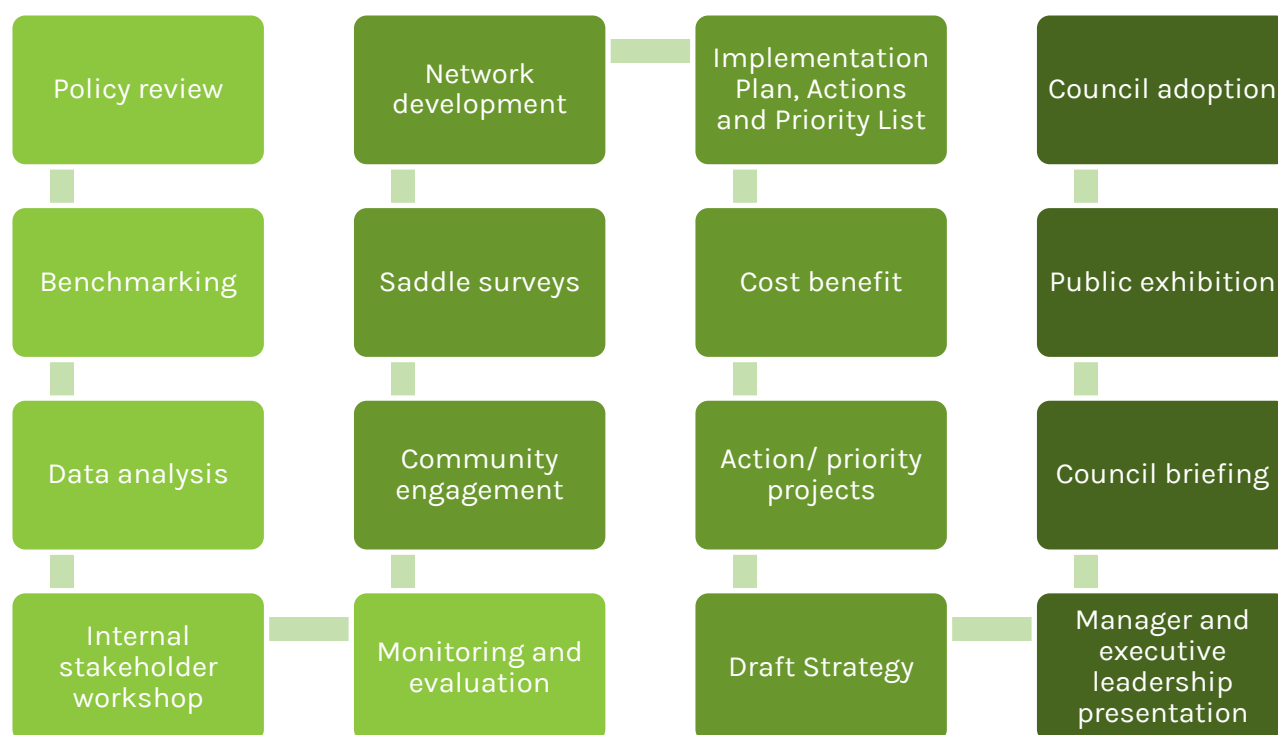 Policy review
Benchmarking
Data analysis
Internal
stakeholder
workshop
Monitoring and
evaluation
Community
engagement
Saddle surveys
Network
development
Implementation
Plan, Actions
and Priority List
Cost benefit
Action/ priority
projects
Draft Strategy
Manager and
executive
leadership
presentation
Council briefing
Public exhibition
Council adoption